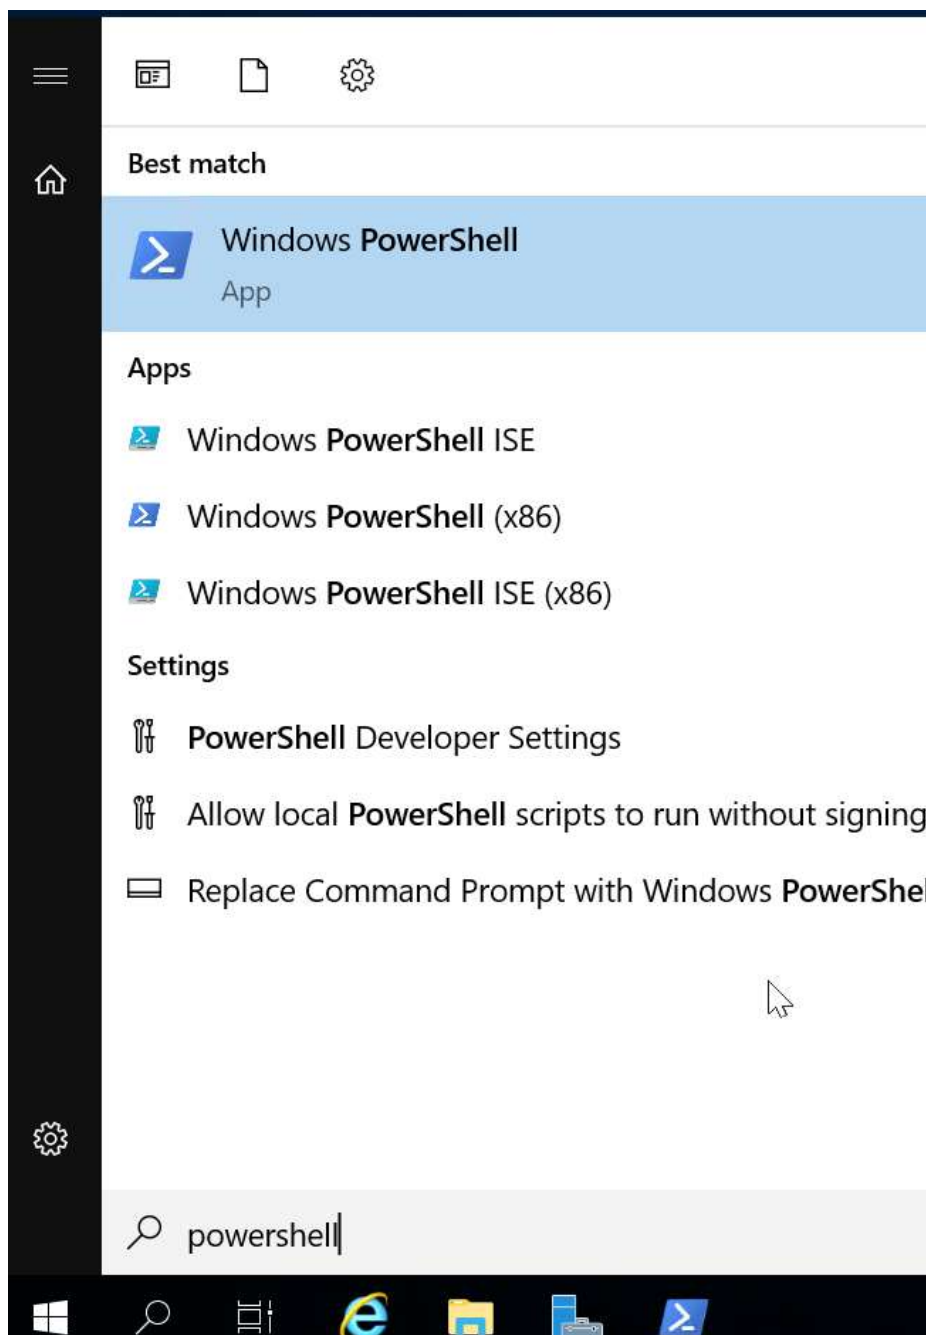 Best match
Windows PowerShell
App
Apps
Windows PowerShell ISE
Windows PowerShell (x86)
Windows PowerShell ISE (x86)
Settings
PowerShell Developer Settings
Allow local PowerShell scripts to run without signing
Replace Command Prompt with Windows PowerShel
powershell